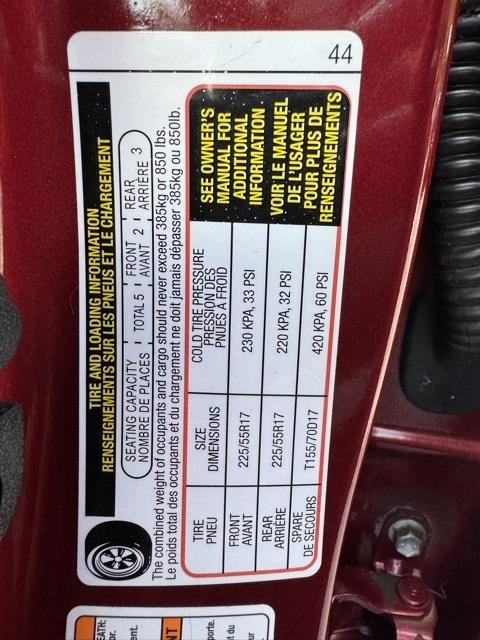 TIRE AND LOADING INFORMATION
RENSEIGNEMENTS SUR LES PNEUS ET LE CHARGEMENT
SEATING CAPACITY TOTAL 5 FRONT 2 REAR 3
NOMBRE DE PLACES AVANT ARRIÈRE
The combined weight of occupants and cargo should never exceed 385kg or 850 lbs.
Le poids total des occupants et du chargement ne doit jamais dépasser 385kg ou 850lb.
TIRE SIZE COLD TIRE PRESSURE
PNEU DIMENSIONS PRESSION DES
PNUES À FROID
FRONT 225/55R17 230 KPA, 33 PSI
AVANT
REAR 225/55R17 220 KPA, 32 PSI
ARRIÈRE
SPARE T155/70D17 420 KPA, 60 PSI
DE SECOURS
SEE OWNER'S
MANUAL FOR
ADDITIONAL
INFORMATION
VOIR LE MANUEL
DE L'USAGER
POUR PLUS DE
RENSEIGNEMENTS
44